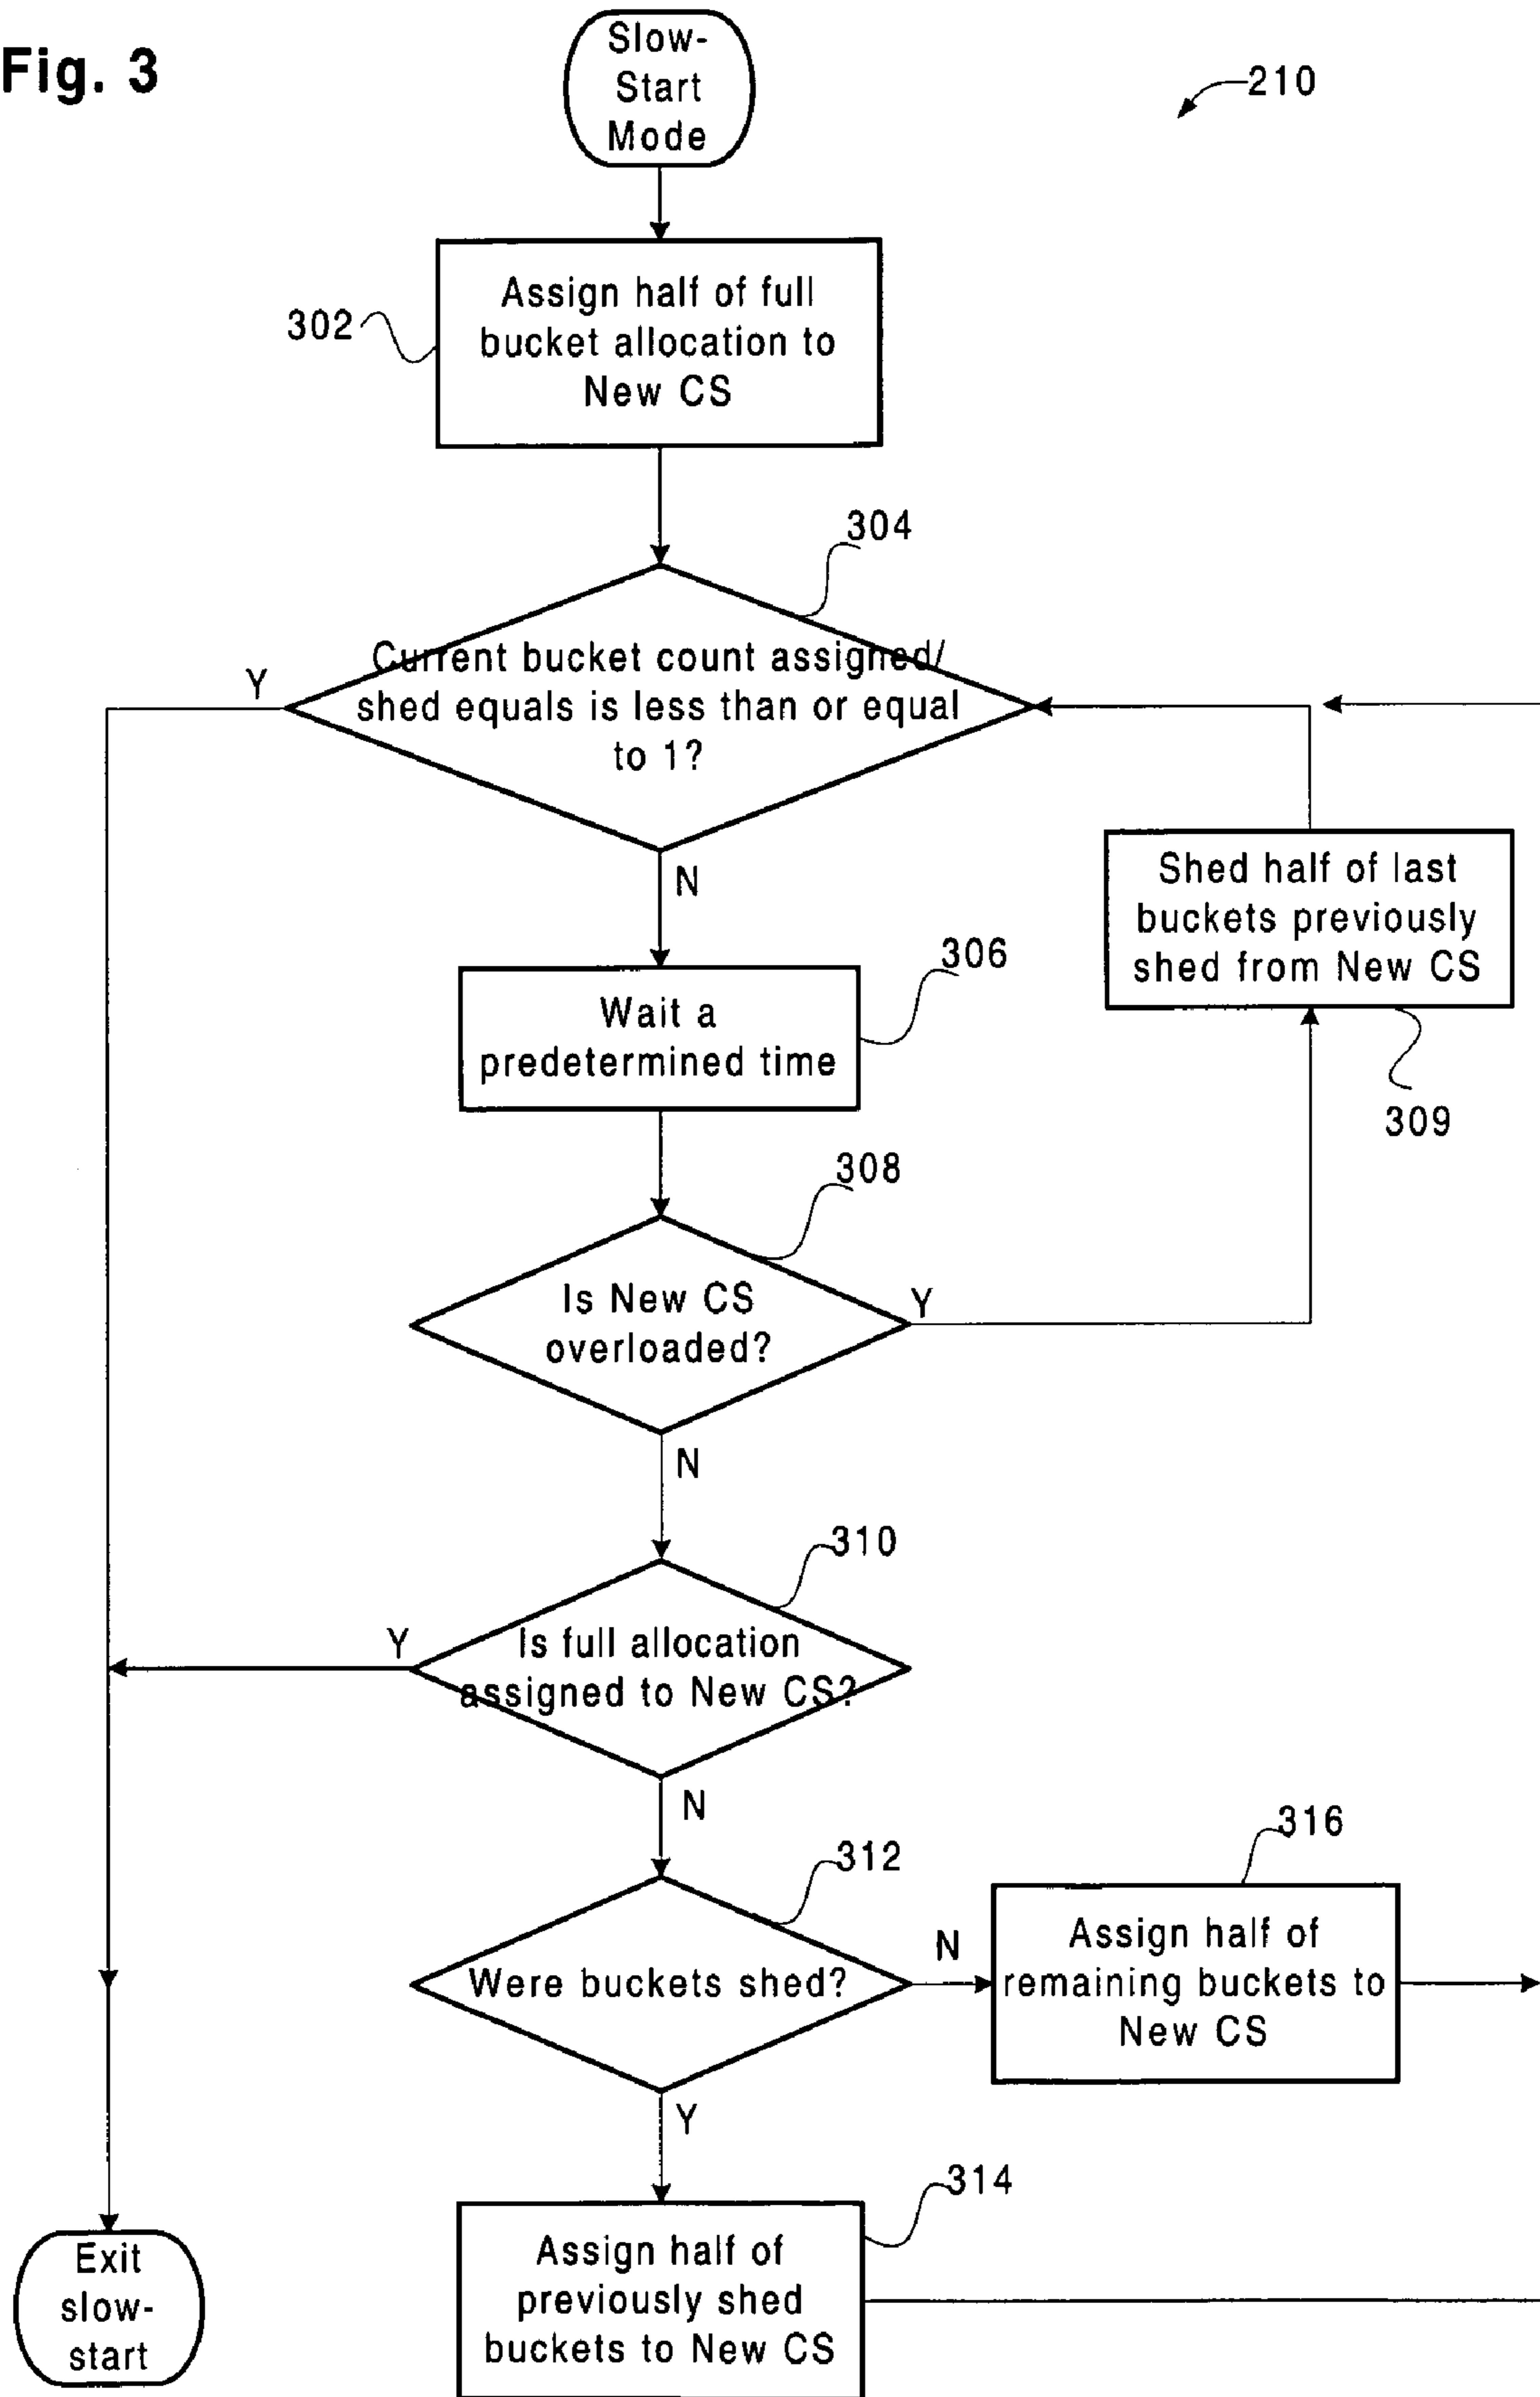 Fig. 3
Slow-
Start
Mode
210
302
Assign half of full
bucket allocation to
New CS
304
Y
Current bucket count assigned/
shed equals is less than or equal
to 1?
N
Shed half of last
buckets previously
shed from New CS
309
306
Wait a
predetermined time
308
Is New CS
overloaded?
Y
N
310
Y
Is full allocation
assigned to New CS?
N
312
316
Were buckets shed?
N
Assign half of
remaining buckets to
New CS
Y
314
Assign half of
previously shed
buckets to New CS
Exit
slow-
start